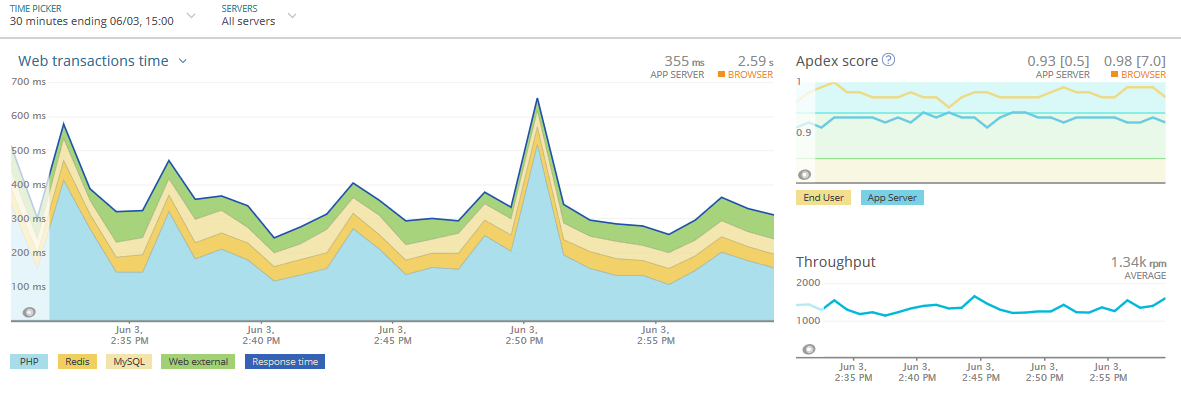 TIME PICKER
30 minutes ending 06/03, 15:00
SERVERS
All servers
Web transactions time
355 ms
APP SERVER
2.59 s
BROWSER
700 ms
600 ms
500 ms
400 ms
300 ms
200 ms
100 ms
Jun 3,
2:35 PM
Jun 3,
2:40 PM
Jun 3,
2:45 PM
Jun 3,
2:50 PM
Jun 3,
2:55 PM
PHP
Redis
MySQL
Web external
Response time
Apdex score
?
0.93 [0.5]
APP SERVER
0.98 [7.0]
BROWSER
1
0.9
End User
App Server
Throughput
1.34k rpm
AVERAGE
2000
1000
Jun 3,
2:35 PM
Jun 3,
2:40 PM
Jun 3,
2:45 PM
Jun 3,
2:50 PM
Jun 3,
2:55 PM